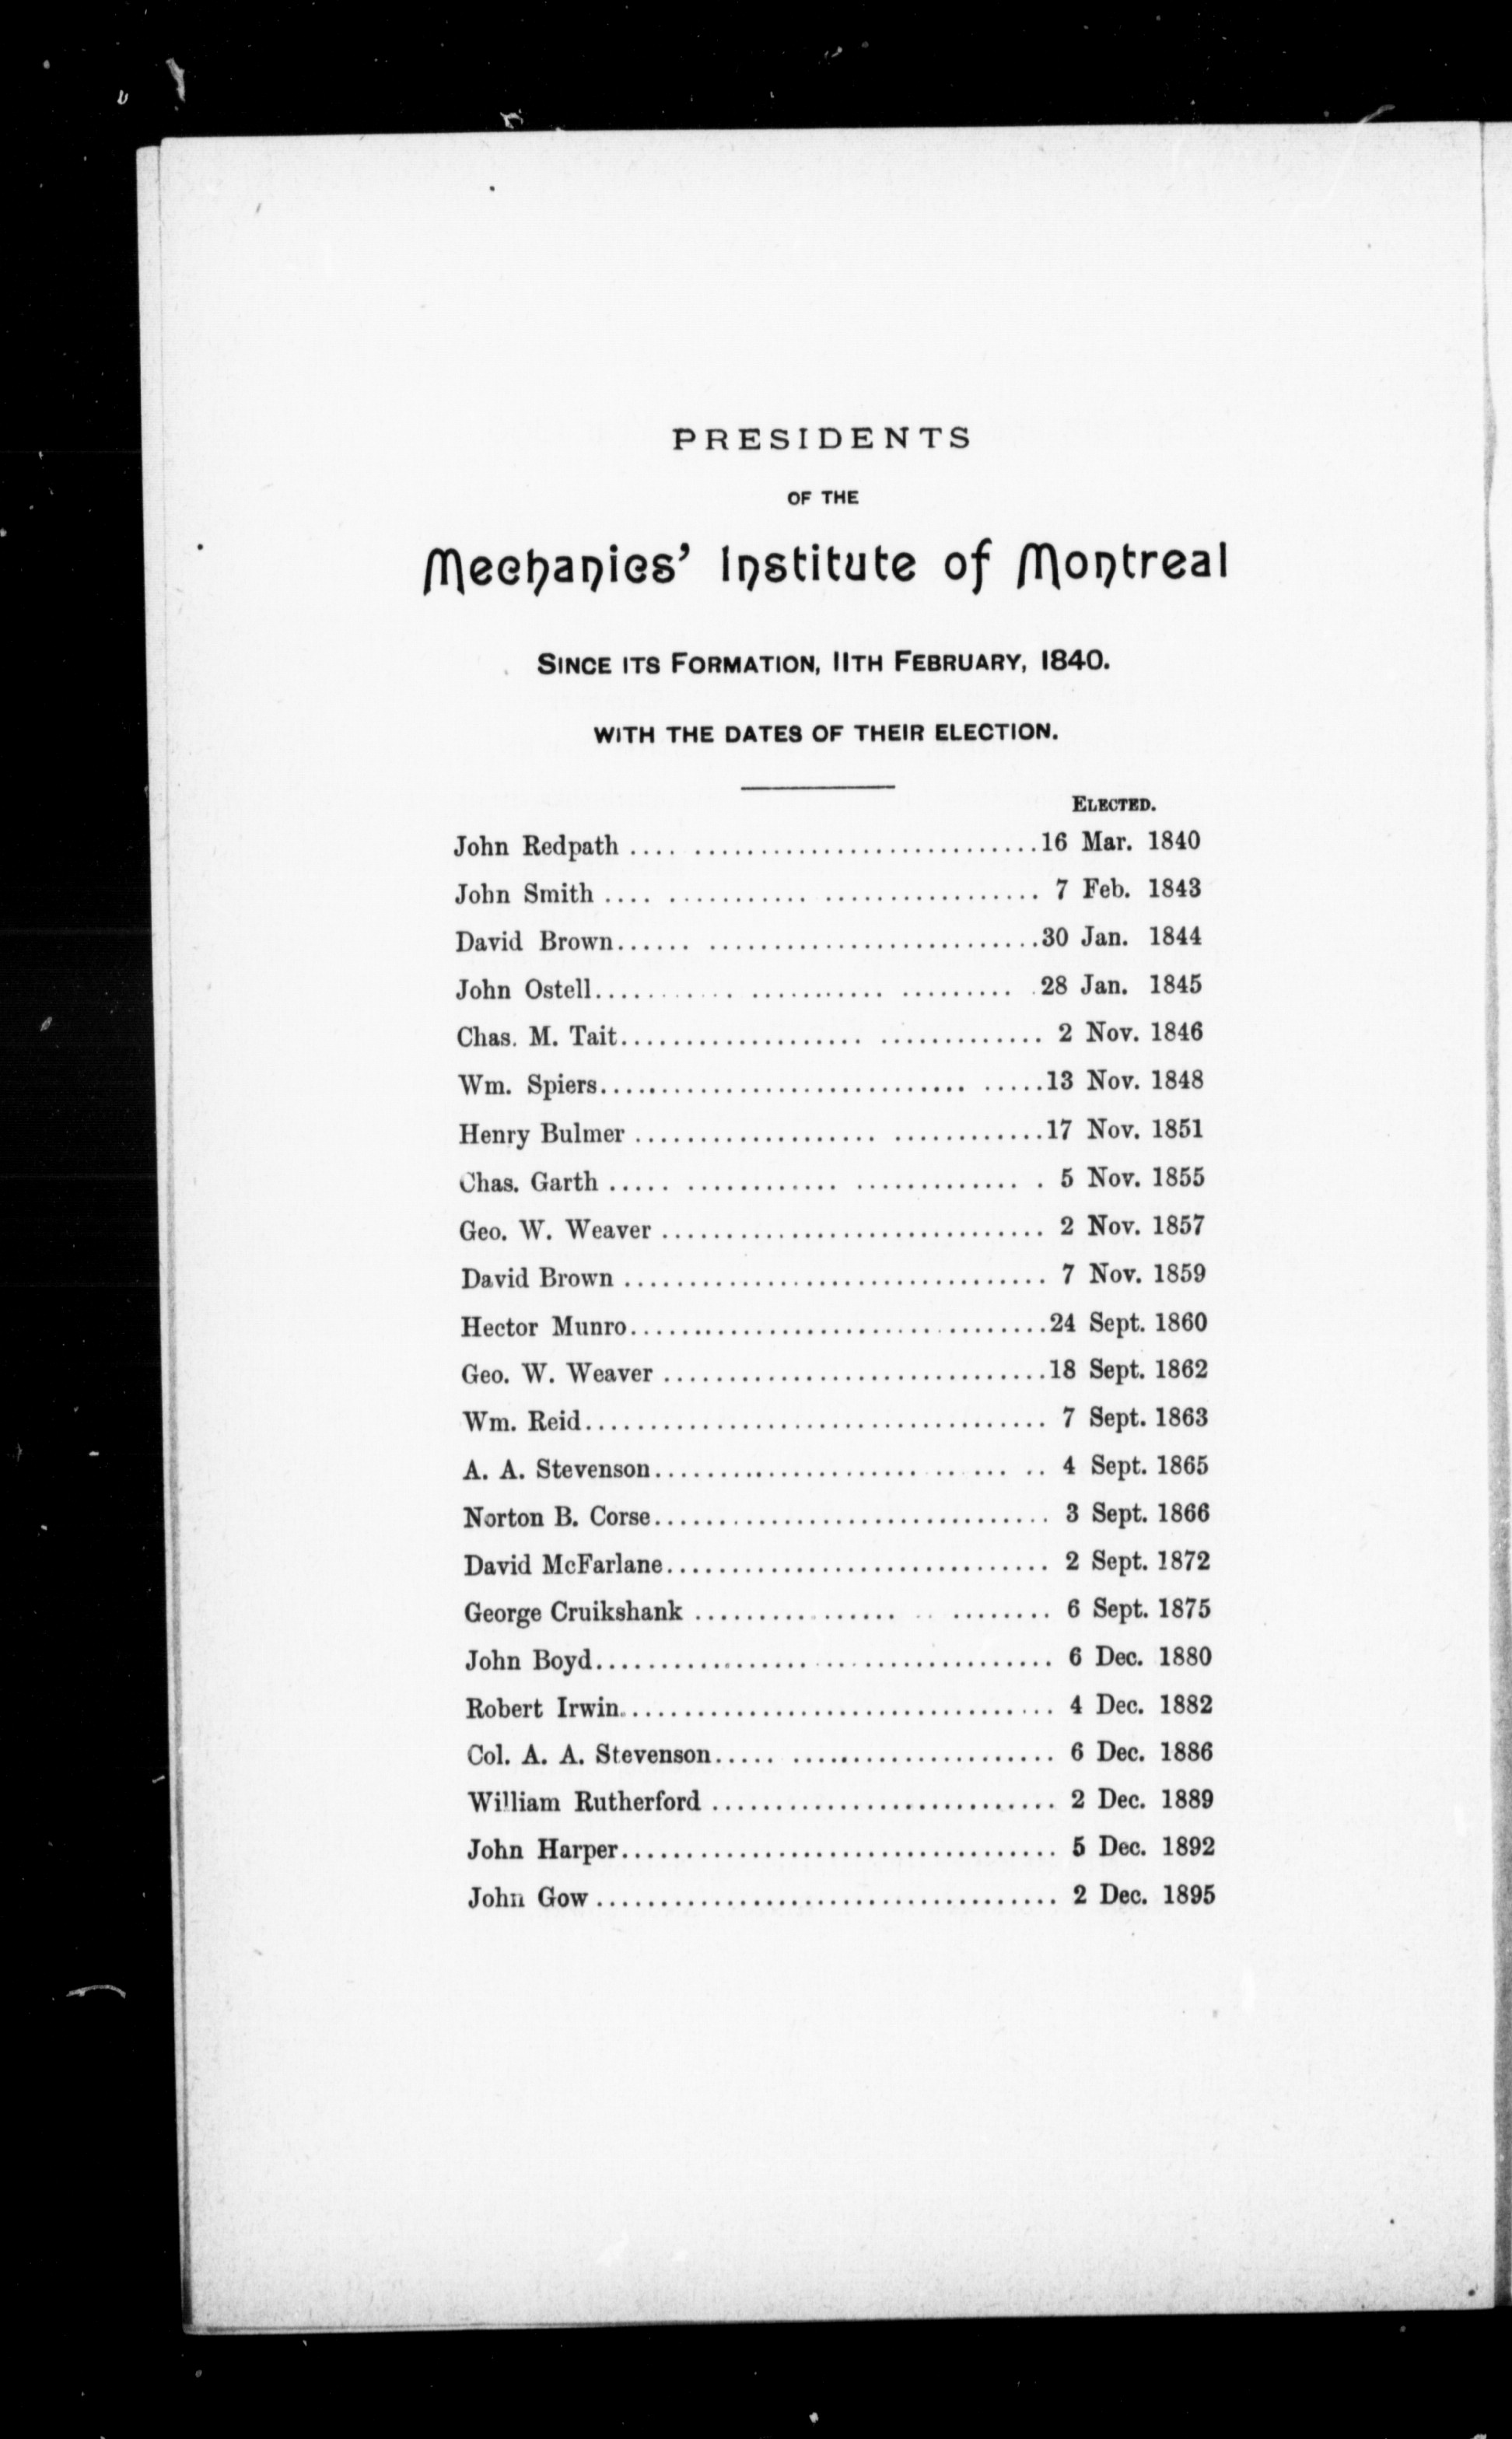 PRESIDENTS
OF THE
Mechanics' Institute of Montreal
SINCE ITS FORMATION, 11TH FEBRUARY, 1840.
WITH THE DATES OF THEIR ELECTION.
ELECTED.
John Redpath .... ...........................16 Mar. 1840
John Smith .... ........... ................. 7 Feb. 1843
David Brown...... ..........................30 Jan. 1844
John Ostell........... ........... ......... .28 Jan. 1845
Chas. M. Tait................... ............. 2 Nov. 1846
Wm. Spiers............................. .....13 Nov. 1848
Henry Bulmer ................... ............17 Nov. 1851
Chas. Garth ..... ............ ............. . 5 Nov. 1855
Geo. W. Weaver .............................. 2 Nov. 1857
David Brown ................................. 7 Nov. 1859
Hector Munro.................................24 Sept. 1860
Geo. W. Weaver ..............................18 Sept. 1862
Wm. Reid.................................... 7 Sept. 1863
A. A. Stevenson..................... .. ... .. 4 Sept. 1865
Norton B. Corse............................... 3 Sept. 1866
David McFarlane.............................. 2 Sept. 1872
George Cruikshank ................ .. ........ 6 Sept. 1875
John Boyd.................................... 6 Dec. 1880
Robert Irwin.................................. 4 Dec. 1882
Col. A. A. Stevenson..... ..................... 6 Dec. 1886
William Rutherford ........................... 2 Dec. 1889
John Harper.................................. 5 Dec. 1892
John Gow .................................... 2 Dec. 1895